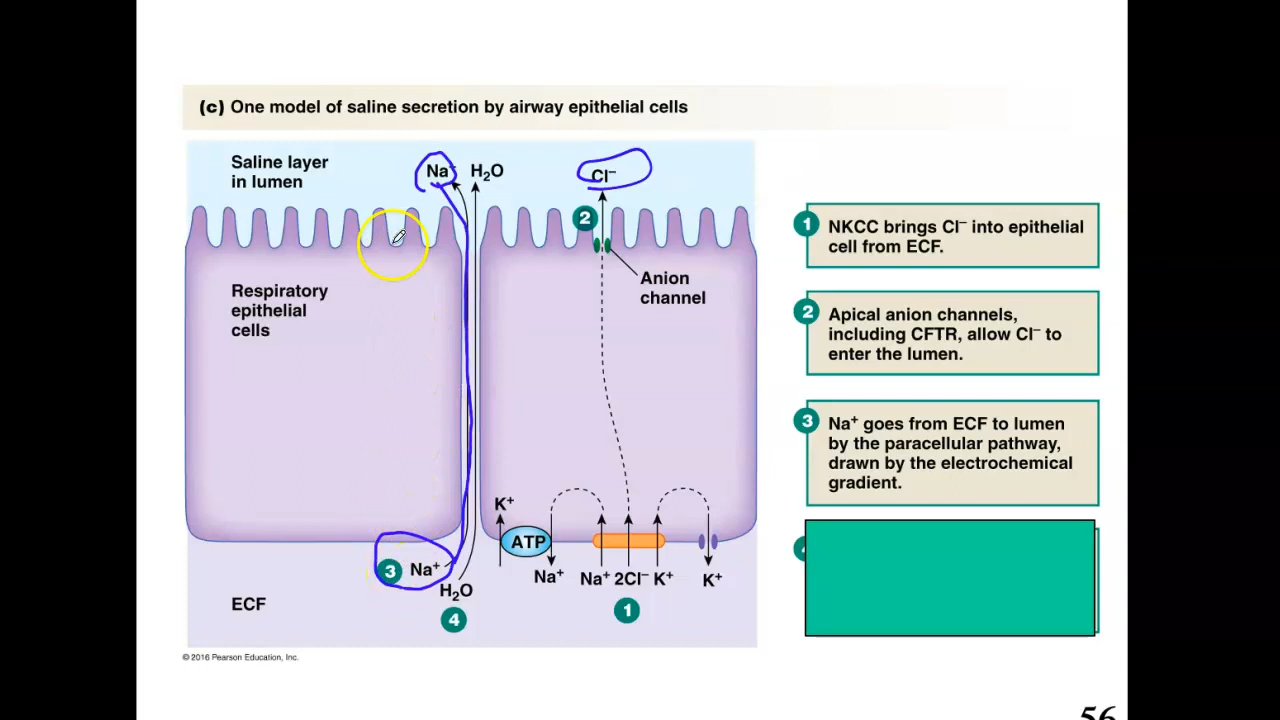 (c) One model of saline secretion by airway epithelial cells
Saline layer
in lumen
Na⁺
H₂O
Cl⁻
2
Anion
channel
Respiratory
epithelial
cells
K⁺
ATP
3
Na⁺
H₂O
4
ECF
Na⁺
Na⁺ 2Cl⁻ K⁺
K⁺
1
1
NKCC brings Cl⁻ into epithelial
cell from ECF.
2
Apical anion channels,
including CFTR, allow Cl⁻ to
enter the lumen.
3
Na⁺ goes from ECF to lumen
by the paracellular pathway,
drawn by the electrochemical
gradient.
© 2016 Pearson Education, Inc.
56